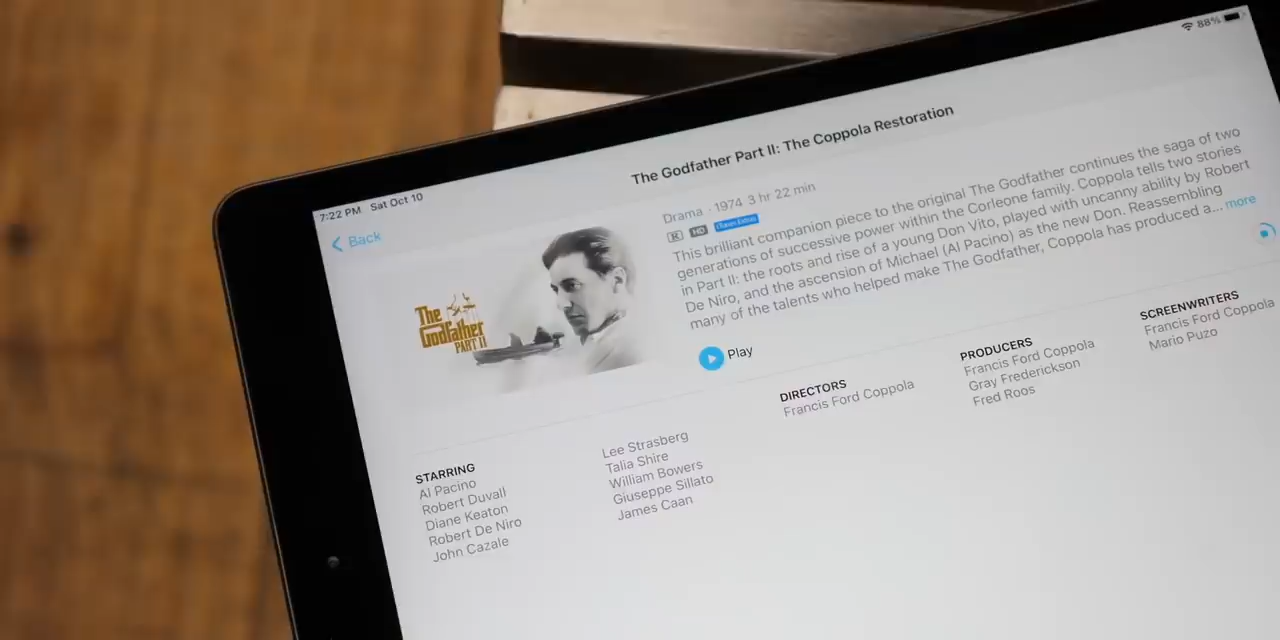 7:22 PM Sat Oct 10
88%
Back
The Godfather Part II: The Coppola Restoration
The
Godfather
PART II
Drama · 1974 3 hr 22 min
R HD iTunes Extras
This brilliant companion piece to the original The Godfather continues the saga of two
generations of successive power within the Corleone family. Coppola tells two stories
in Part II: the roots and rise of a young Don Vito, played with uncanny ability by Robert
De Niro, and the ascension of Michael (Al Pacino) as the new Don. Reassembling
many of the talents who helped make The Godfather, Coppola has produced a... more
Play
STARRING
Al Pacino
Robert Duvall
Diane Keaton
Robert De Niro
John Cazale
Lee Strasberg
Talia Shire
William Bowers
Giuseppe Sillato
James Caan
DIRECTORS
Francis Ford Coppola
PRODUCERS
Francis Ford Coppola
Gray Frederickson
Fred Roos
SCREENWRITERS
Francis Ford Coppola
Mario Puzo